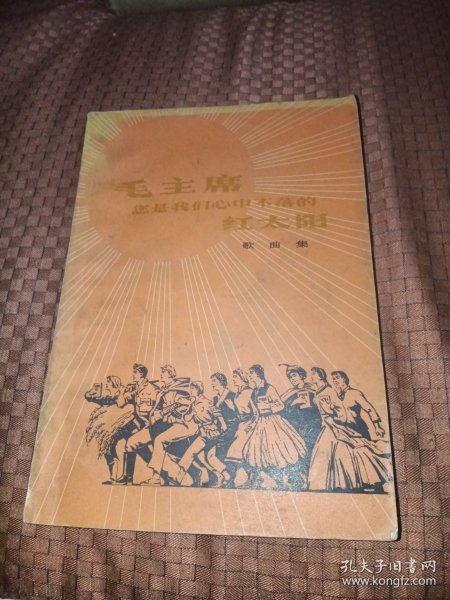 毛主席
您是我们心中不落的
红太阳
歌曲集
孔夫子旧书网
www.kongfz.com